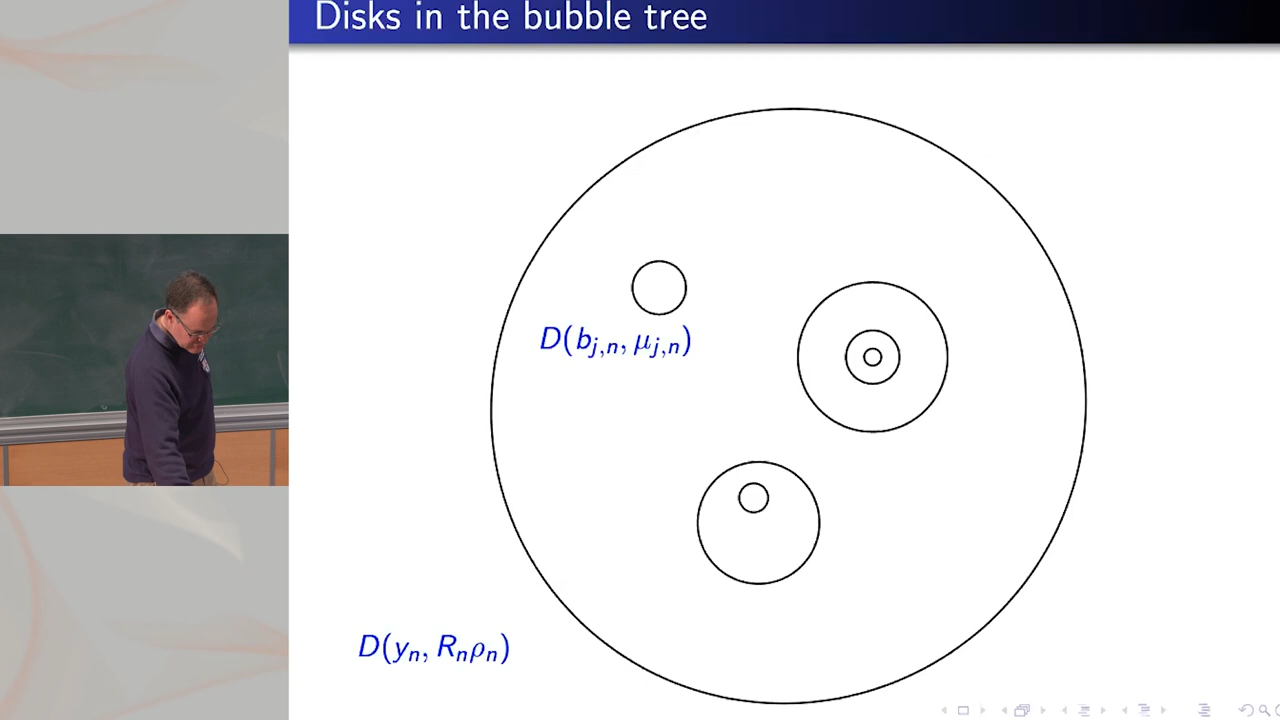 Disks in the bubble tree
D(b_{j,n}, μ_{j,n})
D(y_n, R_nρ_n)